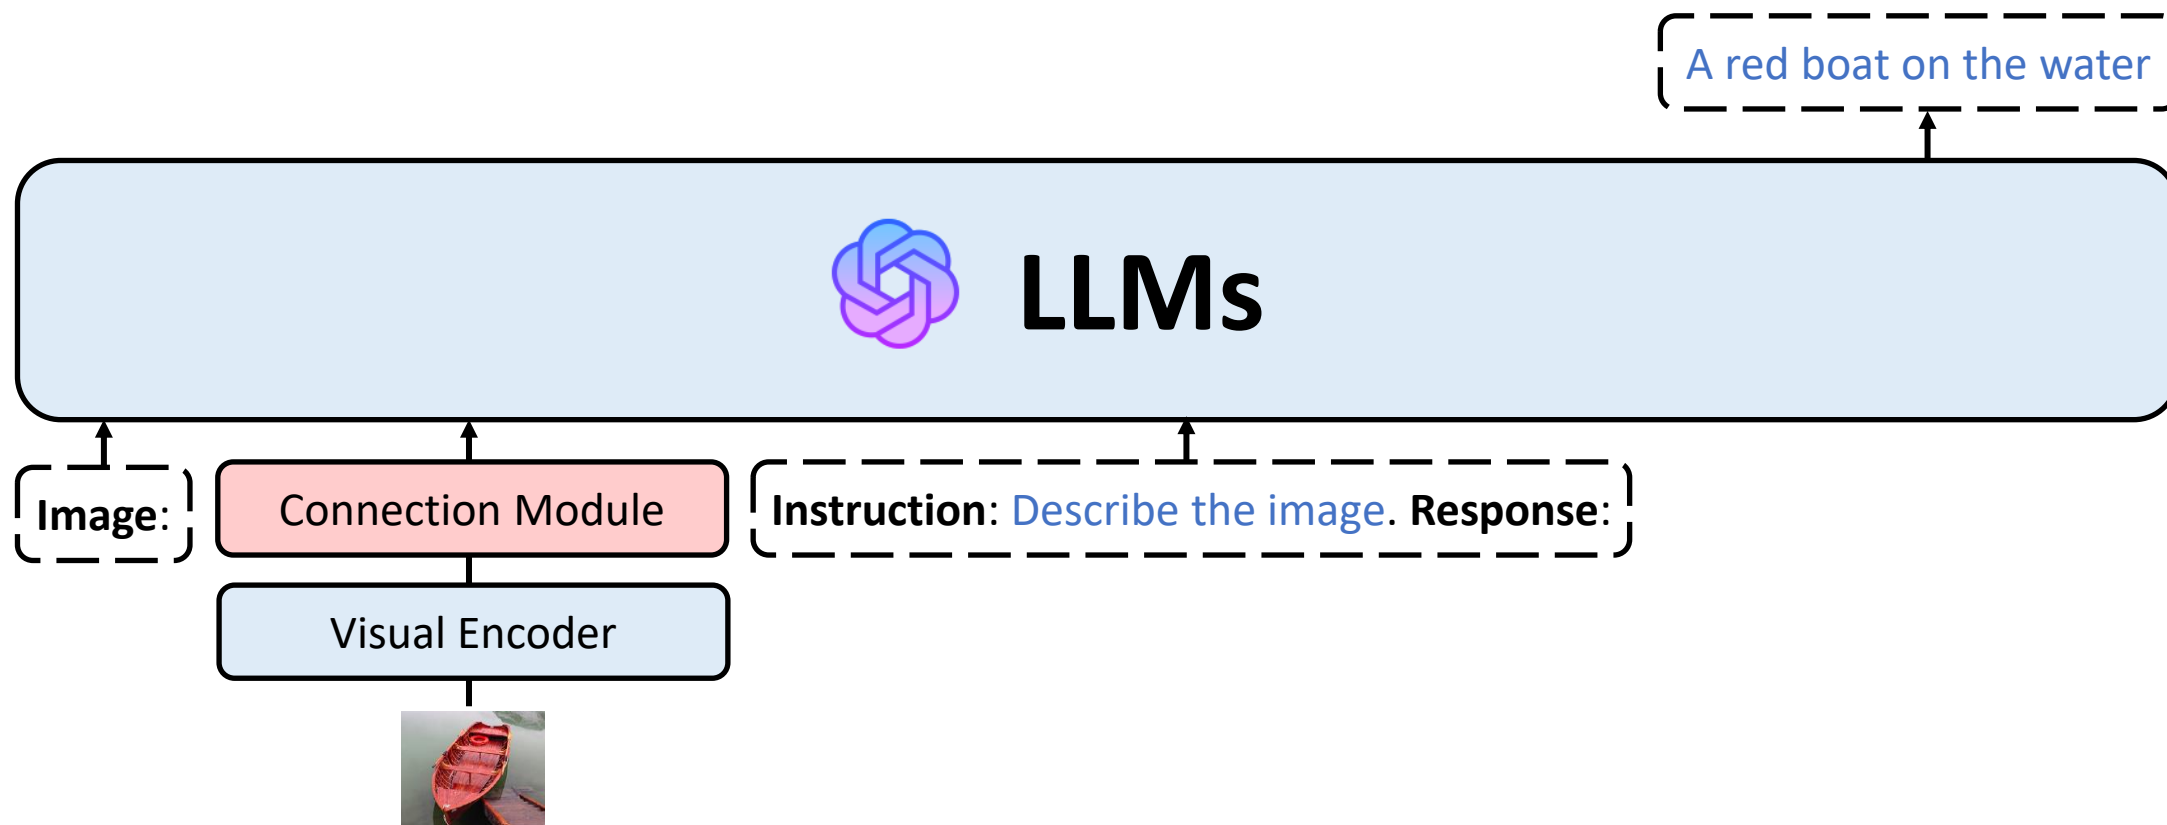 A red boat on the water
LLMs
Image:
Connection Module
Instruction: Describe the image. Response:
Visual Encoder